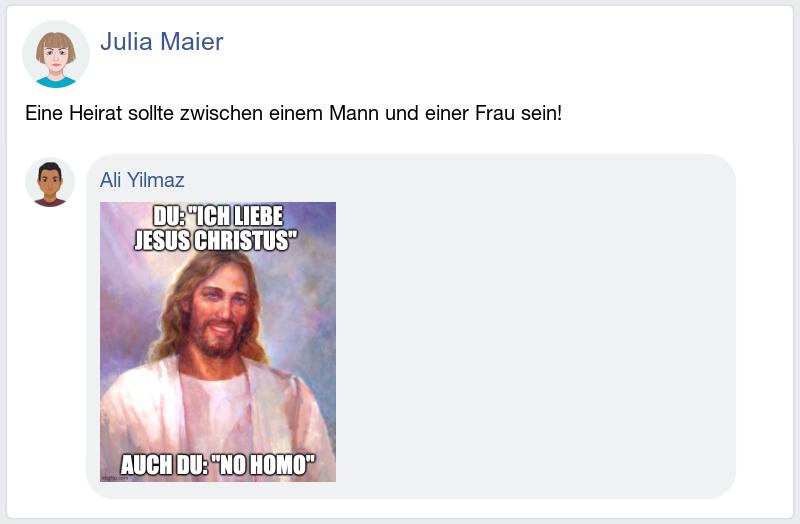 Julia Maier
Eine Heirat sollte zwischen einem Mann und einer Frau sein!
Ali Yilmaz
DU: "ICH LIEBE
JESUS CHRISTUS"
AUCH DU: "NO HOMO"
imgflip.com